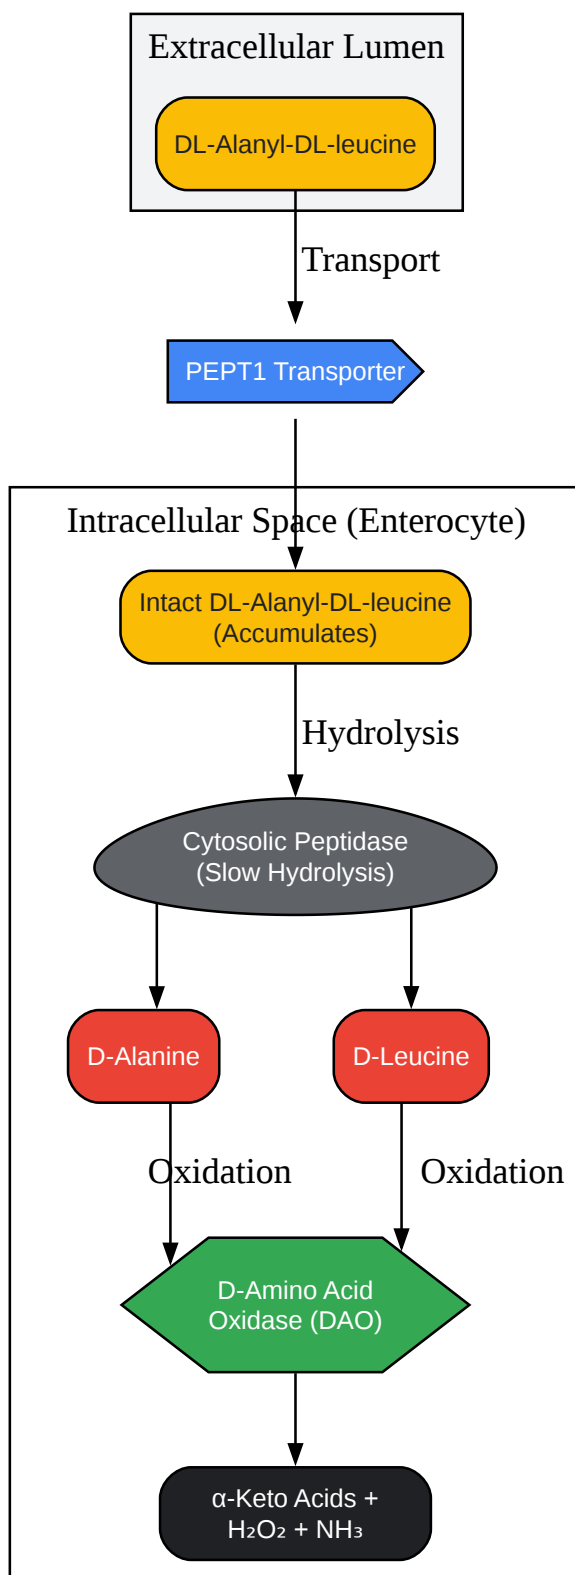 Extracellular Lumen
DL-Alanyl-DL-leucine
Transport
PEPT1 Transporter
Intracellular Space (Enterocyte)
Intact DL-Alanyl-DL-leucine
(Accumulates)
Hydrolysis
Cytosolic Peptidase
(Slow Hydrolysis)
D-Alanine
D-Leucine
Oxidation
Oxidation
D-Amino Acid
Oxidase (DAO)
α-Keto Acids +
H₂O₂ + NH₃